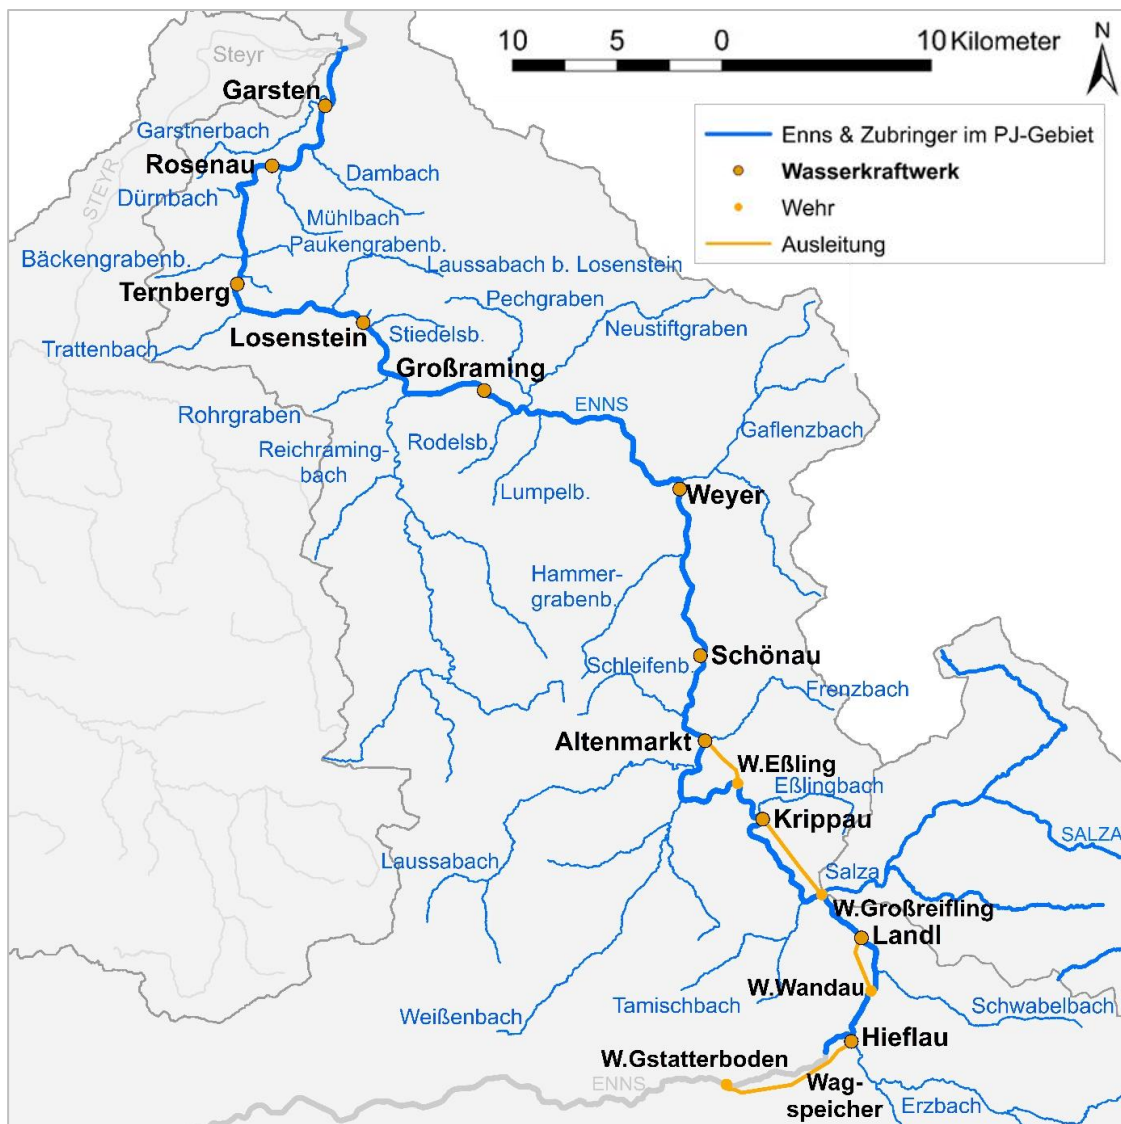 10 5 0 10 Kilometer
N
Enns & Zubringer im PJ-Gebiet
Wasserkraftwerk
Wehr
Ausleitung
Steyr
Garsten
Garstnerbach
Rosenau
STEYR
Dambach
Dürnbach
Mühlbach
Paukengrabenb.
Bäckengrabenb.
Laussabach b. Losenstein
Ternberg
Pechgraben
Neustiftgraben
Losenstein
Stiedelsb.
Trattenbach
Großraming
ENNS
Rohrgraben
Gaflenzbach
Reichraming-
bach
Rodelsb.
Lumpelb.
Weyer
Hammer-
grabenb.
Schönau
Schleifenb.
Frenzbach
Altenmarkt
W.Eßling
Eßlingbach
Krippau
SALZA
Laussabach
Salza
W.Großreifling
Landl
W.Wandau
Tamischbach
Schwabelbach
Weißenbach
Hieflau
W.Gstatterboden
ENNS
Wag-
speicher
Erzbach